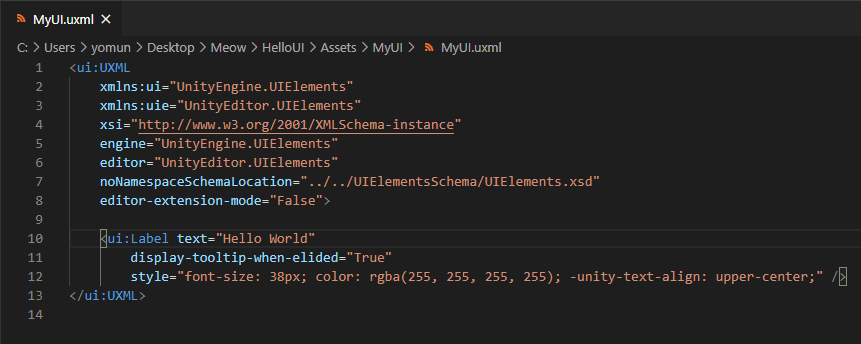 MyUI.uxml ×
C: > Users > yomun > Desktop > Meow > HelloUI > Assets > MyUI > MyUI.uxml
1 <ui:UXML
2 xmlns:ui="UnityEngine.UIElements"
3 xmlns:uie="UnityEditor.UIElements"
4 xsi="http://www.w3.org/2001/XMLSchema-instance"
5 engine="UnityEngine.UIElements"
6 editor="UnityEditor.UIElements"
7 noNamespaceSchemaLocation="../../UIElementsSchema/UIElements.xsd"
8 editor-extension-mode="False">
9
10 <ui:Label text="Hello World"
11 display-tooltip-when-elided="True"
12 style="font-size: 38px; color: rgba(255, 255, 255, 255); -unity-text-align: upper-center;" />
13 </ui:UXML>
14